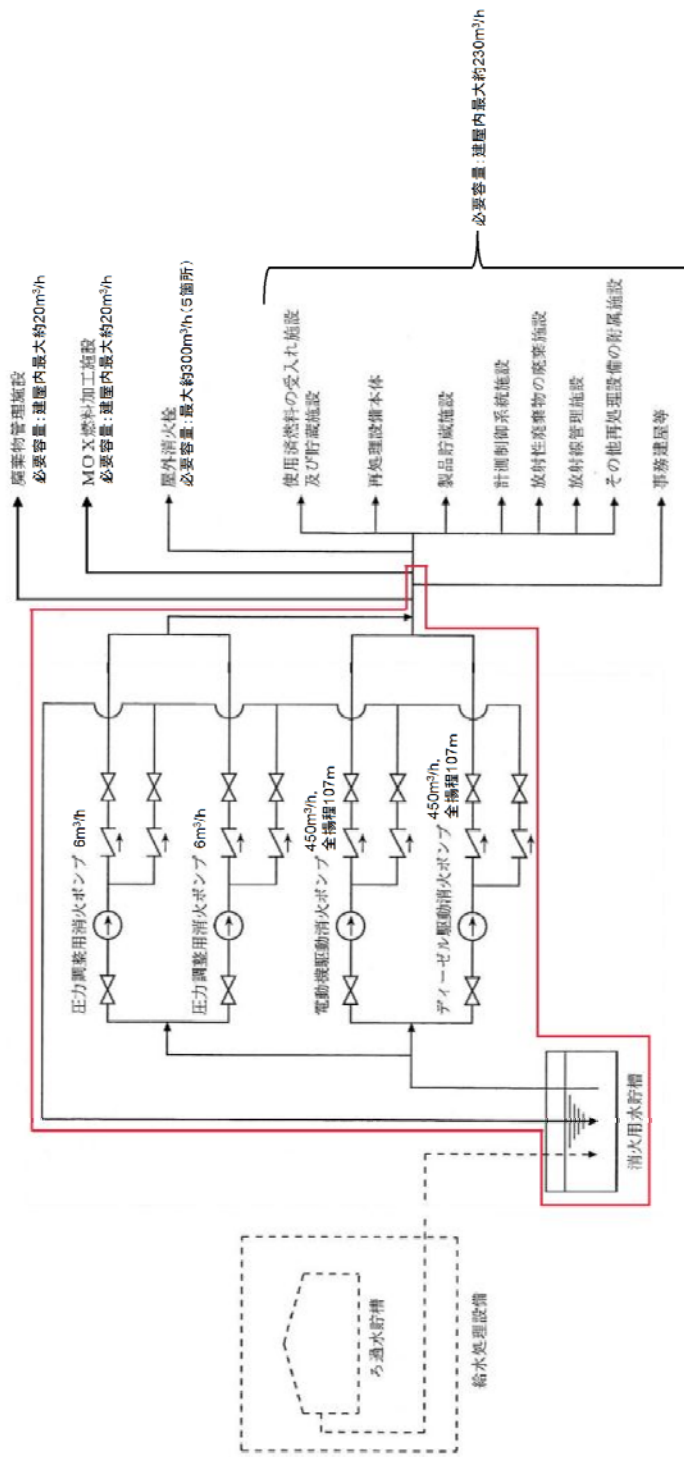 廃棄物管理施設
必要容量:建屋内最大約20m³/h
MOX燃料加工施設
必要容量:建屋内最大約20m³/h
屋外消火栓
必要容量:最大約300m³/h(5箇所)
使用済燃料の受入れ施設
及び貯蔵施設
再処理設備本体
製品貯蔵施設
計測制御系統施設
放射性廃棄物の廃棄施設
放射線管理施設
その他再処理設備の附属施設
事務建屋等
必要容量:建屋内最大約230m³/h
圧力調整用消火ポンプ 6m³/h
圧力調整用消火ポンプ 6m³/h
電動機駆動消火ポンプ 450m³/h、
全揚程107m
ディーゼル駆動消火ポンプ 450m³/h、
全揚程107m
消火用水貯槽
ろ過水貯槽
給水処理設備